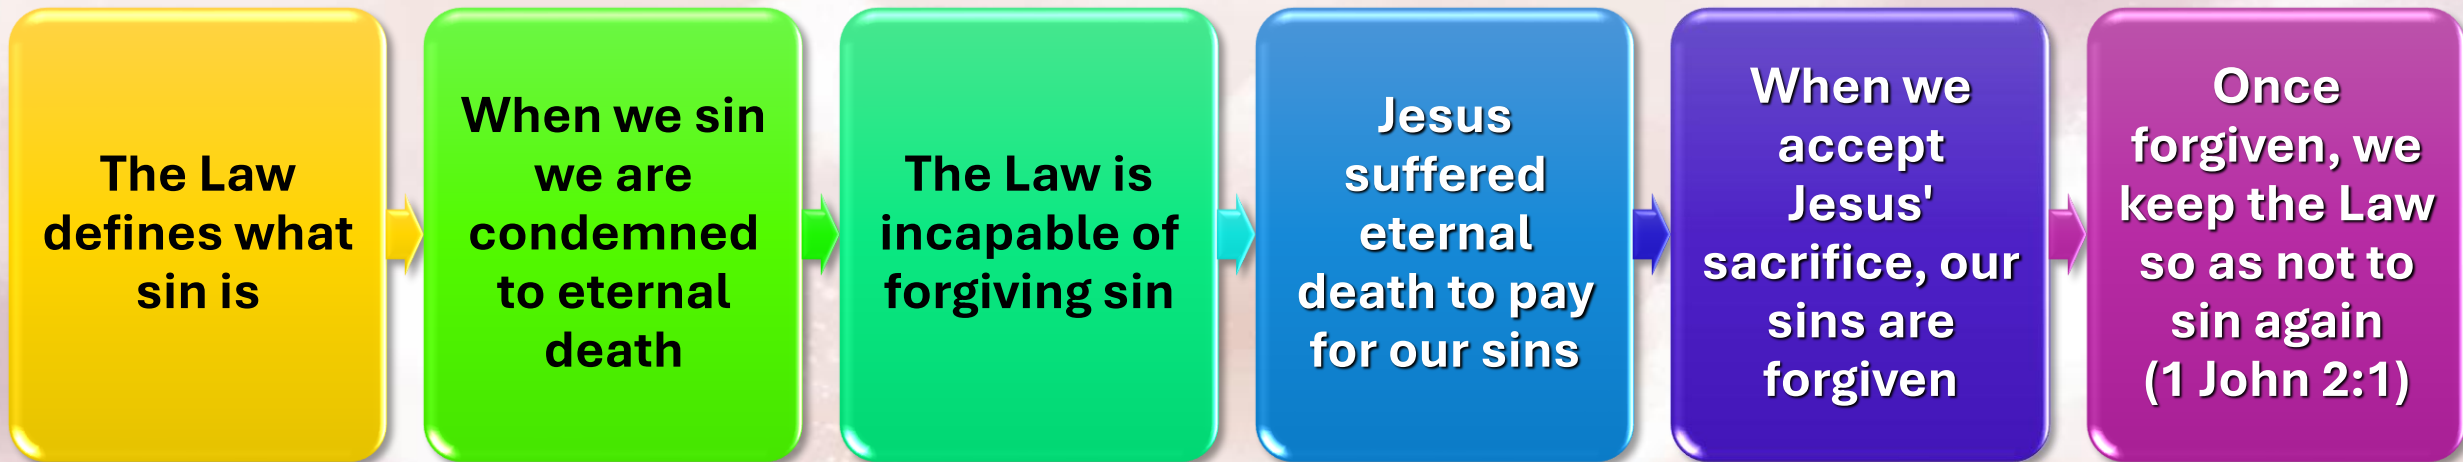 The Law
defines what
sin is
When we sin
we are
condemned
to eternal
death
The Law is
incapable of
forgiving sin
Jesus
suffered
eternal
death to pay
for our sins
When we
accept
Jesus'
sacrifice, our
sins are
forgiven
Once
forgiven, we
keep the Law
so as not to
sin again
(1 John 2:1)